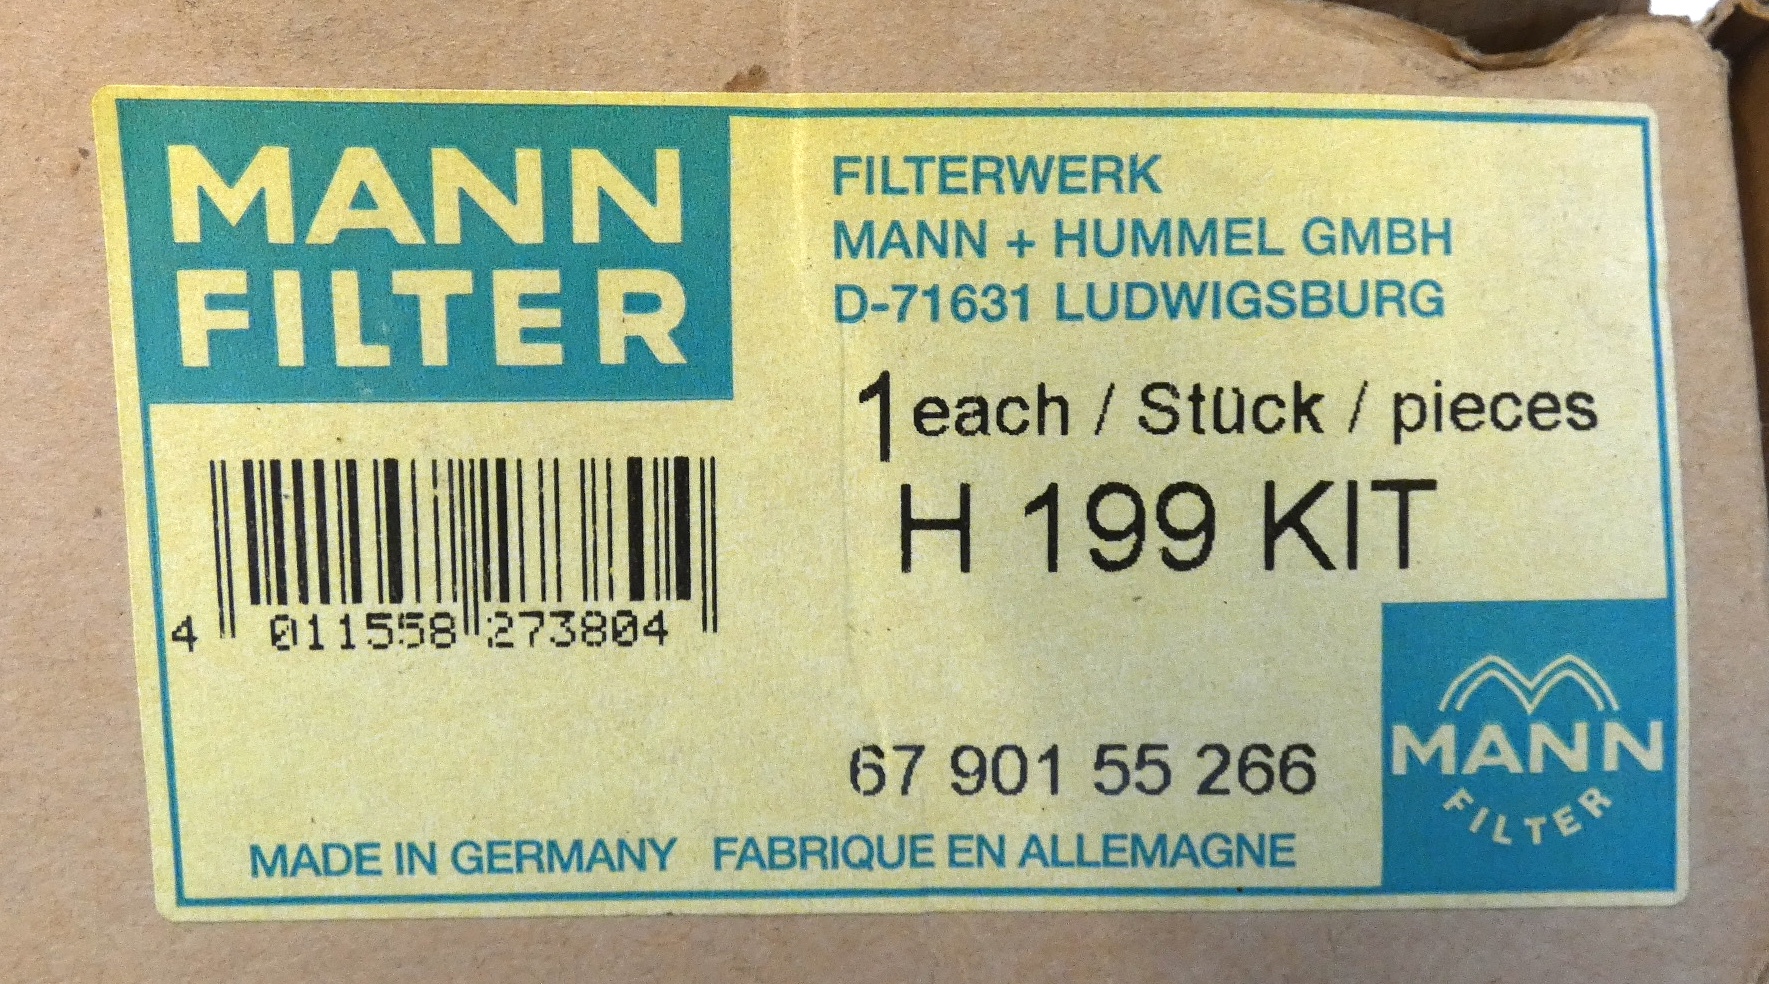 MANN
FILTER
FILTERWERK
MANN + HUMMEL GMBH
D-71631 LUDWIGSBURG
1 each / Stück / pieces
H 199 KIT
4 011558 273804
67 901 55 266
MADE IN GERMANY FABRIQUE EN ALLEMAGNE
MANN
FILTER